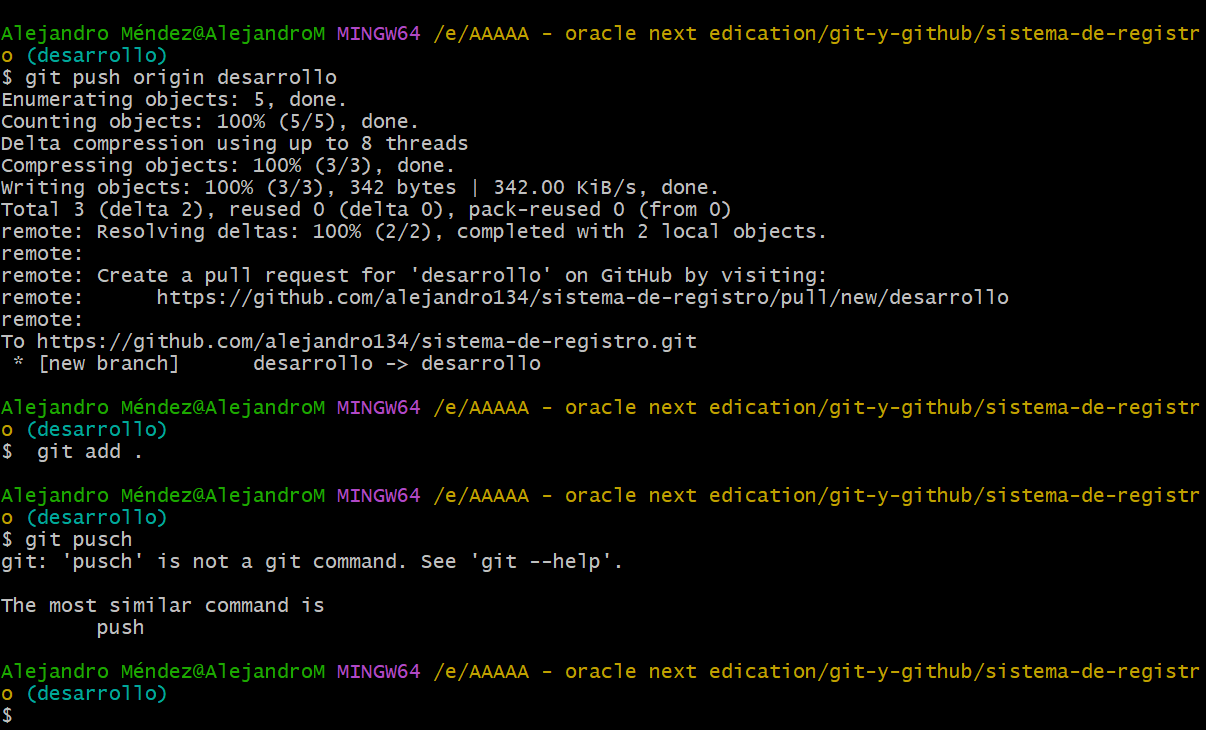 Alejandro Méndez@AlejandroM MINGW64 /e/AAAAA - oracle next edication/git-y-github/sistema-de-registr
o (desarrollo)
$ git push origin desarrollo
Enumerating objects: 5, done.
Counting objects: 100% (5/5), done.
Delta compression using up to 8 threads
Compressing objects: 100% (3/3), done.
Writing objects: 100% (3/3), 342 bytes | 342.00 KiB/s, done.
Total 3 (delta 2), reused 0 (delta 0), pack-reused 0 (from 0)
remote: Resolving deltas: 100% (2/2), completed with 2 local objects.
remote:
remote: Create a pull request for 'desarrollo' on GitHub by visiting:
remote:      https://github.com/alejandro134/sistema-de-registro/pull/new/desarrollo
remote:
To https://github.com/alejandro134/sistema-de-registro.git
 * [new branch]      desarrollo -> desarrollo
Alejandro Méndez@AlejandroM MINGW64 /e/AAAAA - oracle next edication/git-y-github/sistema-de-registr
o (desarrollo)
$  git add .
Alejandro Méndez@AlejandroM MINGW64 /e/AAAAA - oracle next edication/git-y-github/sistema-de-registr
o (desarrollo)
$ git pusch
git: 'pusch' is not a git command. See 'git --help'.
The most similar command is
        push
Alejandro Méndez@AlejandroM MINGW64 /e/AAAAA - oracle next edication/git-y-github/sistema-de-registr
o (desarrollo)
$